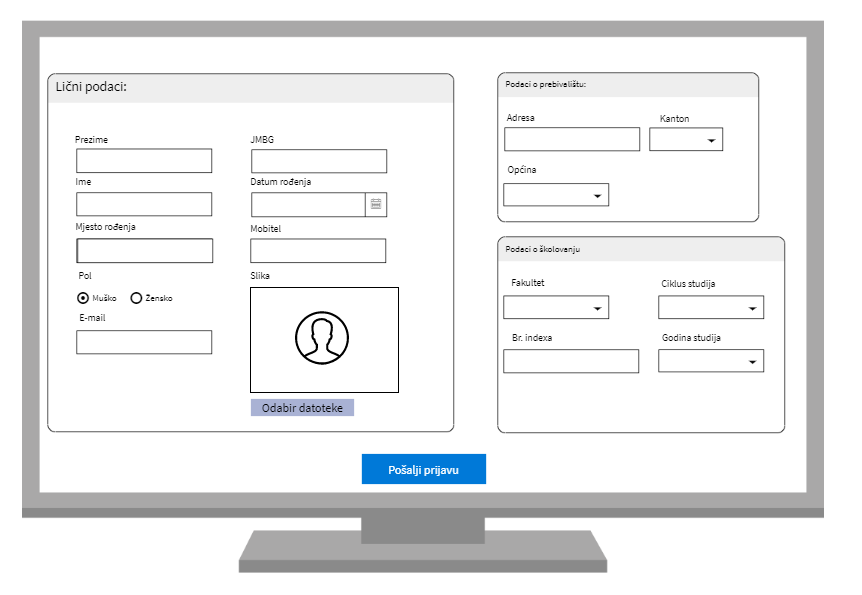 Lični podaci:
Prezime
JMBG
Ime
Datum rođenja
Mjesto rođenja
Mobitel
Pol
Slika
Muško
Zensko
E-mail
Odabir datoteke
Podaci o prebivalištu:
Adresa
Kanton
Općina
Podaci o školovanju
Fakultet
Ciklus studija
Br. indexa
Godina studija
Pošalji prijavu